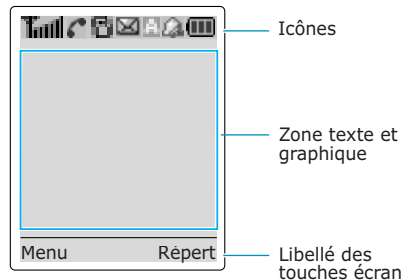 Icônes
Zone texte et
graphique
Menu Répert
Libellé des
touches écran